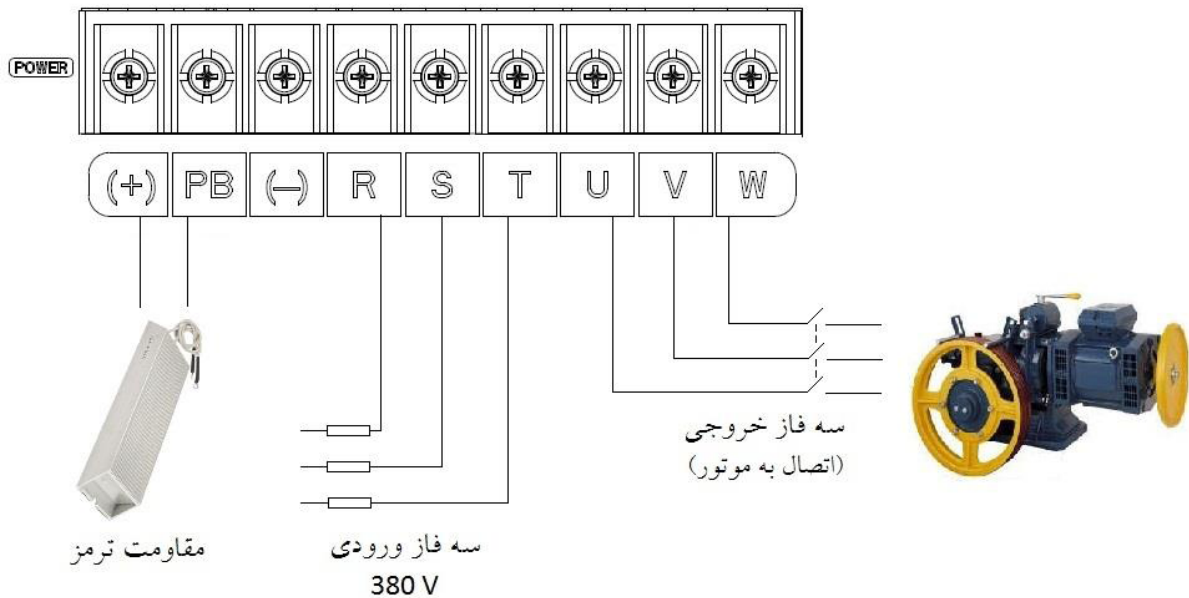 POWER
(+) PB (−) R S T U V W
سه فاز خروجی
(اتصال به موتور)
مقاومت ترمز
سه فاز ورودی
380 V